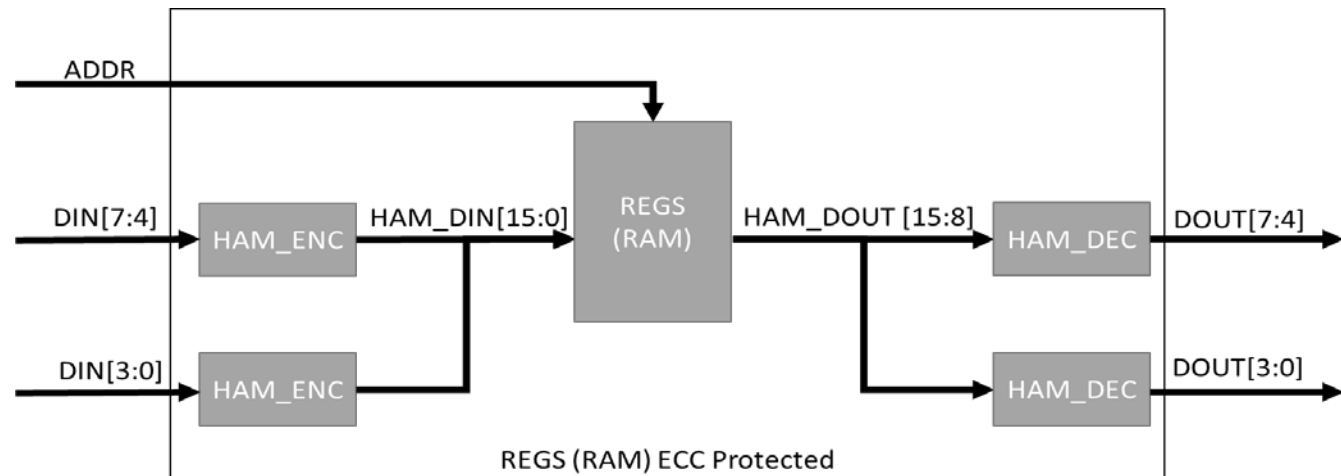 ADDR
DIN[7:4]
HAM_ENC
HAM_DIN[15:0]
REGS
(RAM)
HAM_DOUT [15:8]
HAM_DEC
DOUT[7:4]
DIN[3:0]
HAM_ENC
HAM_DEC
DOUT[3:0]
REGS (RAM) ECC Protected